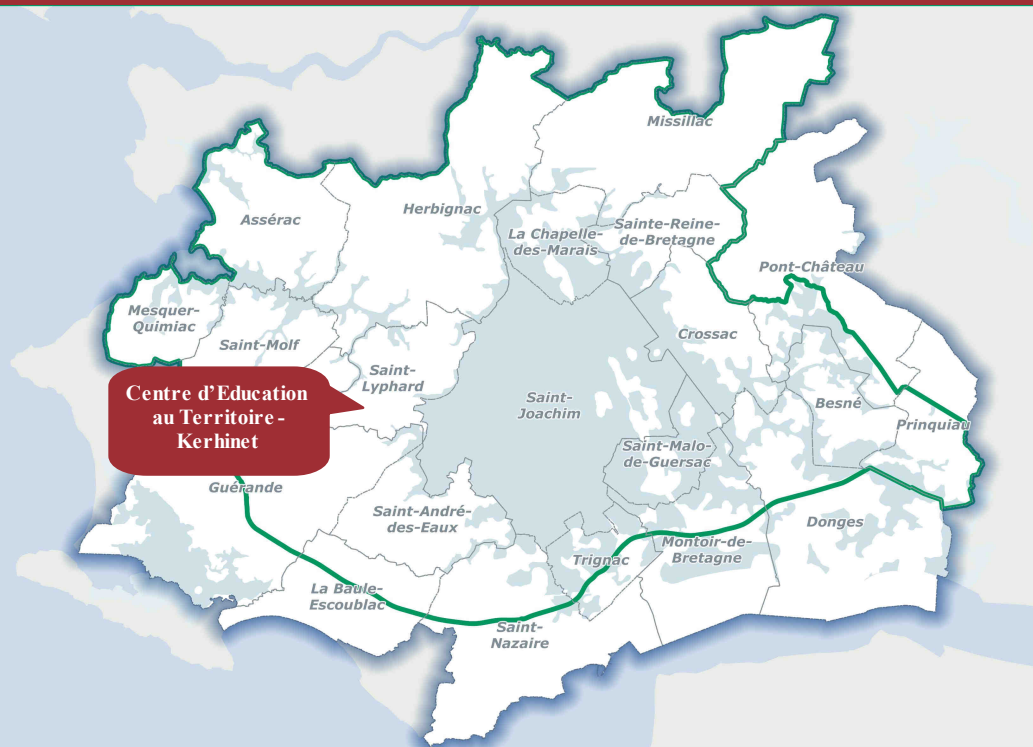 Missillac
Assérac
Herbignac
La Chapelle-
des-Marais
Sainte-Reine-
de-Bretagne
Pont-Château
Mesquer-
Quimiac
Saint-Molf
Crossac
Saint-
Lyphard
Centre d'Education
au Territoire -
Kerhinet
Saint-
Joachim
Besné
Prinquiau
Saint-Malo-
de-Guersac
Guérande
Saint-André-
des-Eaux
Donges
Trignac
Montoir-de-
Bretagne
La Baule-
Escoublac
Saint-
Nazaire